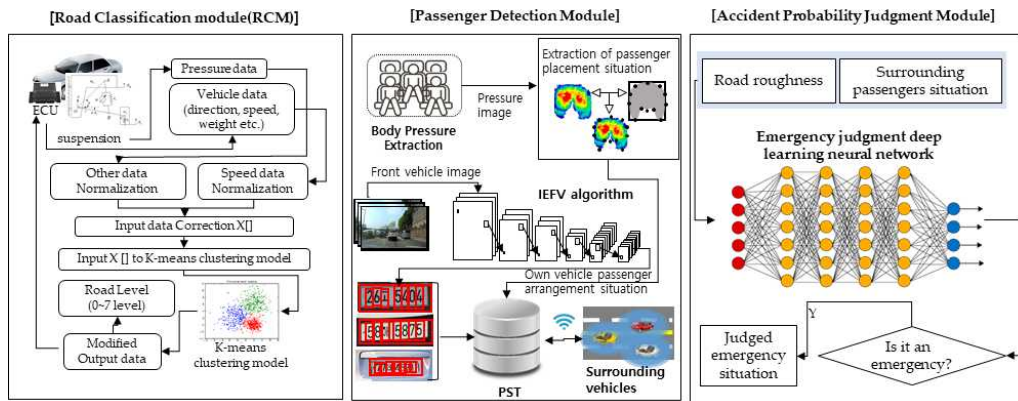 [Road Classification module(RCM)]
[Passenger Detection Module]
[Accident Probability Judgment Module]
ECU
suspension
Pressure data
Vehicle data
(direction, speed,
weight etc.)
Other data
Normalization
Speed data
Normalization
Input data Correction X[]
Input X [] to K-means clustering model
Road Level
(0~7 level)
Modified
Output data
K-means
clustering model
Body Pressure
Extraction
Pressure
image
Extraction of passenger
placement situation
Front vehicle image
IEFV algorithm
Own vehicle passenger
arrangement situation
5404
5876
PST
Surrounding
vehicles
Road roughness
Surrounding
passengers situation
Emergency judgment deep
learning neural network
Y
Judged
emergency
situation
Is it an
emergency?